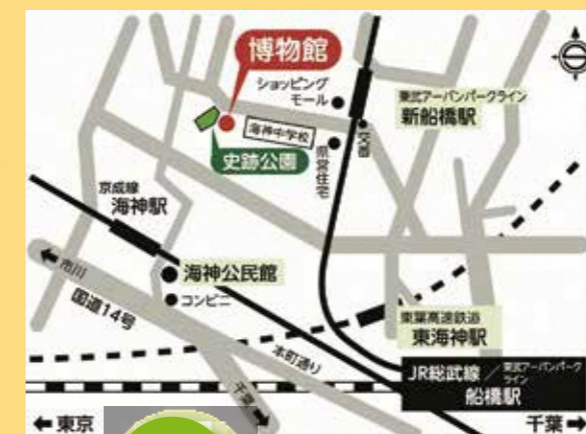 博物館
ショッピング
モール
東武アーバンパークライン
新船橋駅
海神中学校
県営住宅
史跡公園
京成線
海神駅
市川
国道14号
海神公民館
コンビニ
本町通り
千葉
東葉高速鉄道
東海神駅
JR総武線/東武アーバンパーク
ライン
船橋駅
東京
千葉